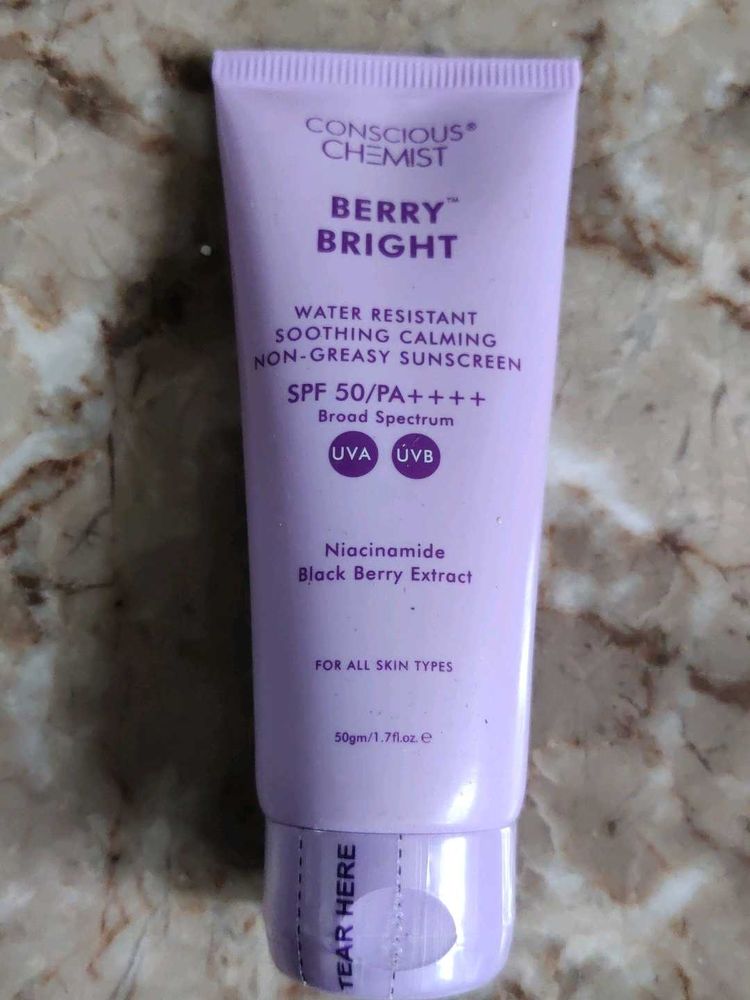 CONSCIOUS®
CHEMIST
BERRY™
BRIGHT
WATER RESISTANT
SOOTHING CALMING
NON-GREASY SUNSCREEN
SPF 50/PA++++
Broad Spectrum
UVA UVB
Niacinamide
Black Berry Extract
FOR ALL SKIN TYPES
50gm/1.7fl.oz. ℮
TEAR HERE